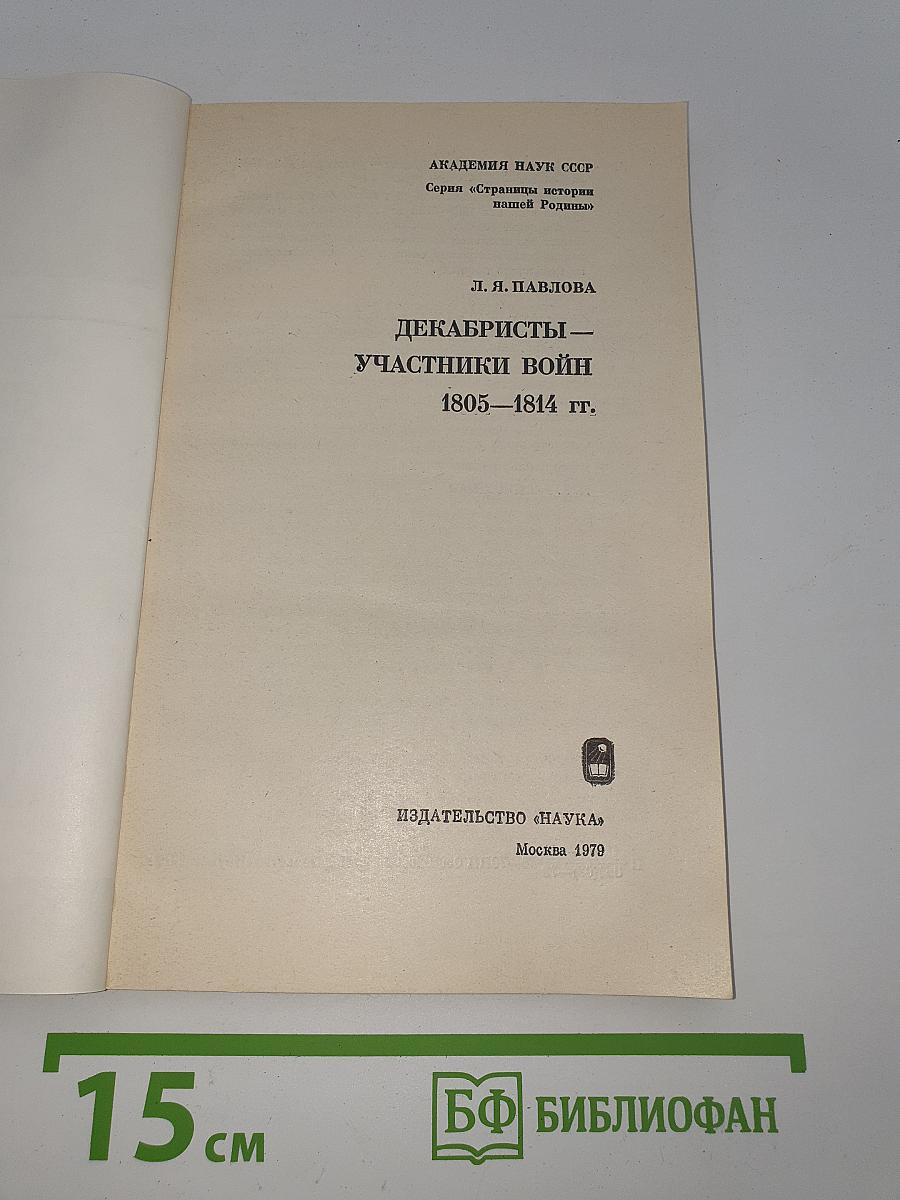 АКАДЕМИЯ НАУК СССР
Серия «Страницы истории
нашей Родины»
Л. Я. ПАВЛОВА
ДЕКАБРИСТЫ —
УЧАСТНИКИ ВОЙН
1805—1814 гг.
ИЗДАТЕЛЬСТВО «НАУКА»
Москва 1979
15 см
БФ БИБЛИОФАН